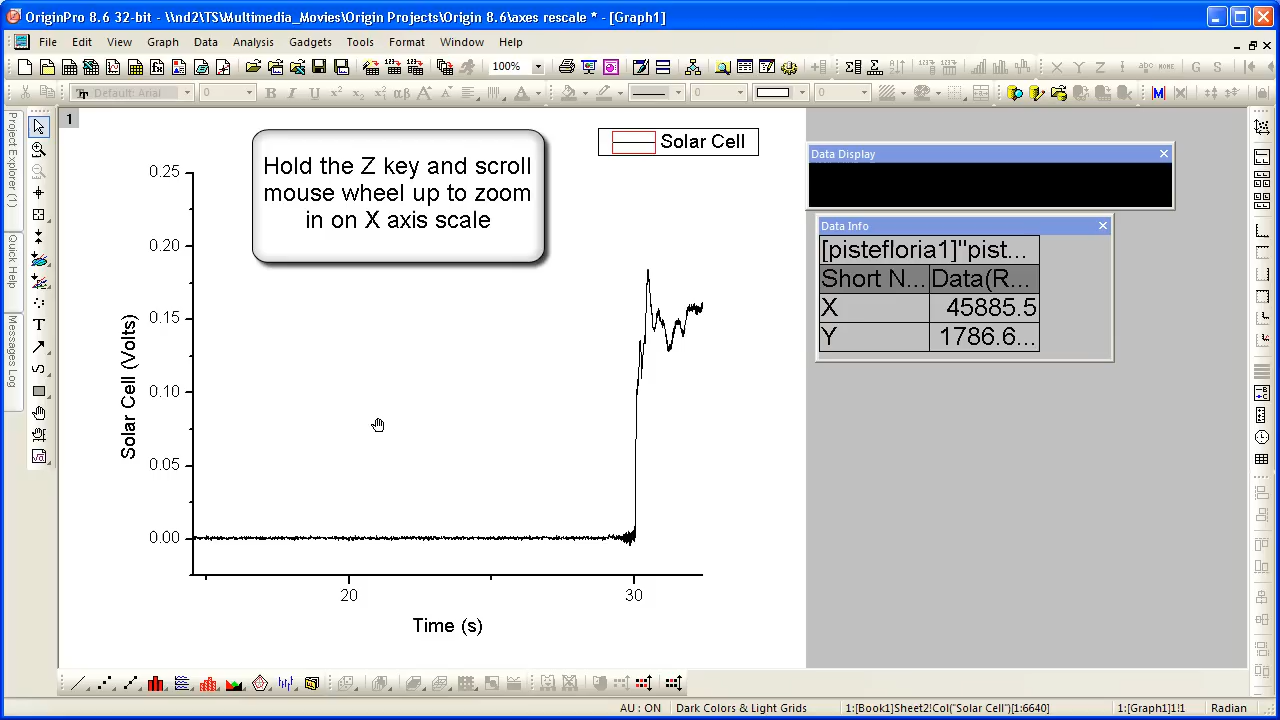 OriginPro 8.6 32-bit - \\nd2\TS\Multimedia_Movies\Origin Projects\Origin 8.6\axes rescale * - [Graph1]
File Edit View Graph Data Analysis Gadgets Tools Format Window Help
100%
Default: Arial 0 B I U 0 0
Project Explorer (1)
Quick Help
Messages Log
1
Hold the Z key and scroll
mouse wheel up to zoom
in on X axis scale
Solar Cell
0.25
0.20
0.15
0.10
0.05
0.00
Solar Cell (Volts)
20 30
Time (s)
Data Display
Data Info
[pistefloria1]"pist...
Short N... Data(R...
X 45885.5
Y 1786.6...
AU : ON Dark Colors & Light Grids 1:[Book1]Sheet2!Col("Solar Cell")[1:6640] 1:[Graph1]1!1 Radian